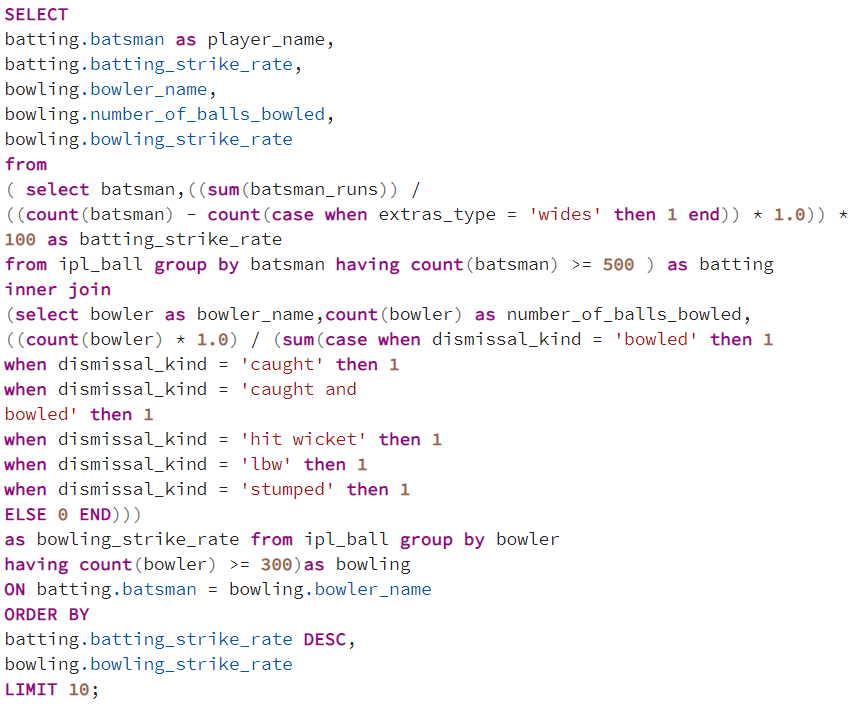 SELECT
batting.batsman as player_name,
batting.batting_strike_rate,
bowling.bowler_name,
bowling.number_of_balls_bowled,
bowling.bowling_strike_rate
from
( select batsman,((sum(batsman_runs)) /
((count(batsman) - count(case when extras_type = 'wides' then 1 end)) * 1.0)) *
100 as batting_strike_rate
from ipl_ball group by batsman having count(batsman) >= 500 ) as batting
inner join
(select bowler as bowler_name,count(bowler) as number_of_balls_bowled,
((count(bowler) * 1.0) / (sum(case when dismissal_kind = 'bowled' then 1
when dismissal_kind = 'caught' then 1
when dismissal_kind = 'caught and
bowled' then 1
when dismissal_kind = 'hit wicket' then 1
when dismissal_kind = 'lbw' then 1
when dismissal_kind = 'stumped' then 1
ELSE 0 END)))
as bowling_strike_rate from ipl_ball group by bowler
having count(bowler) >= 300)as bowling
ON batting.batsman = bowling.bowler_name
ORDER BY
batting.batting_strike_rate DESC,
bowling.bowling_strike_rate
LIMIT 10;